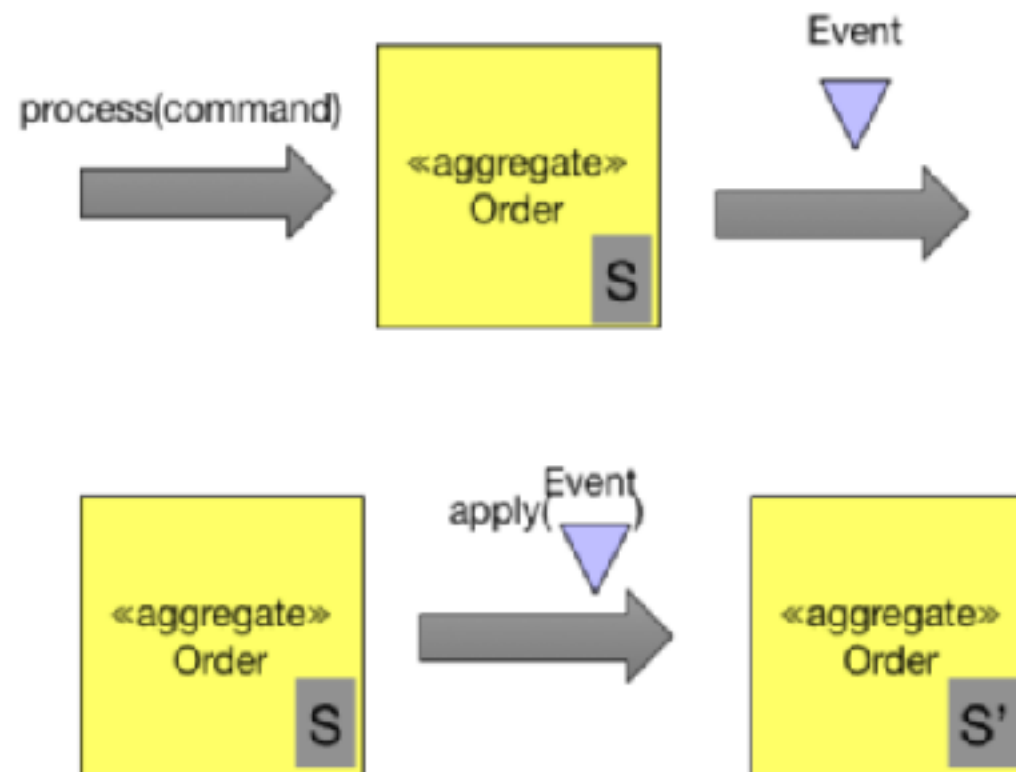 Event
process(command)
«aggregate»
Order
S
Event
apply( )
«aggregate»
Order
S
«aggregate»
Order
S'